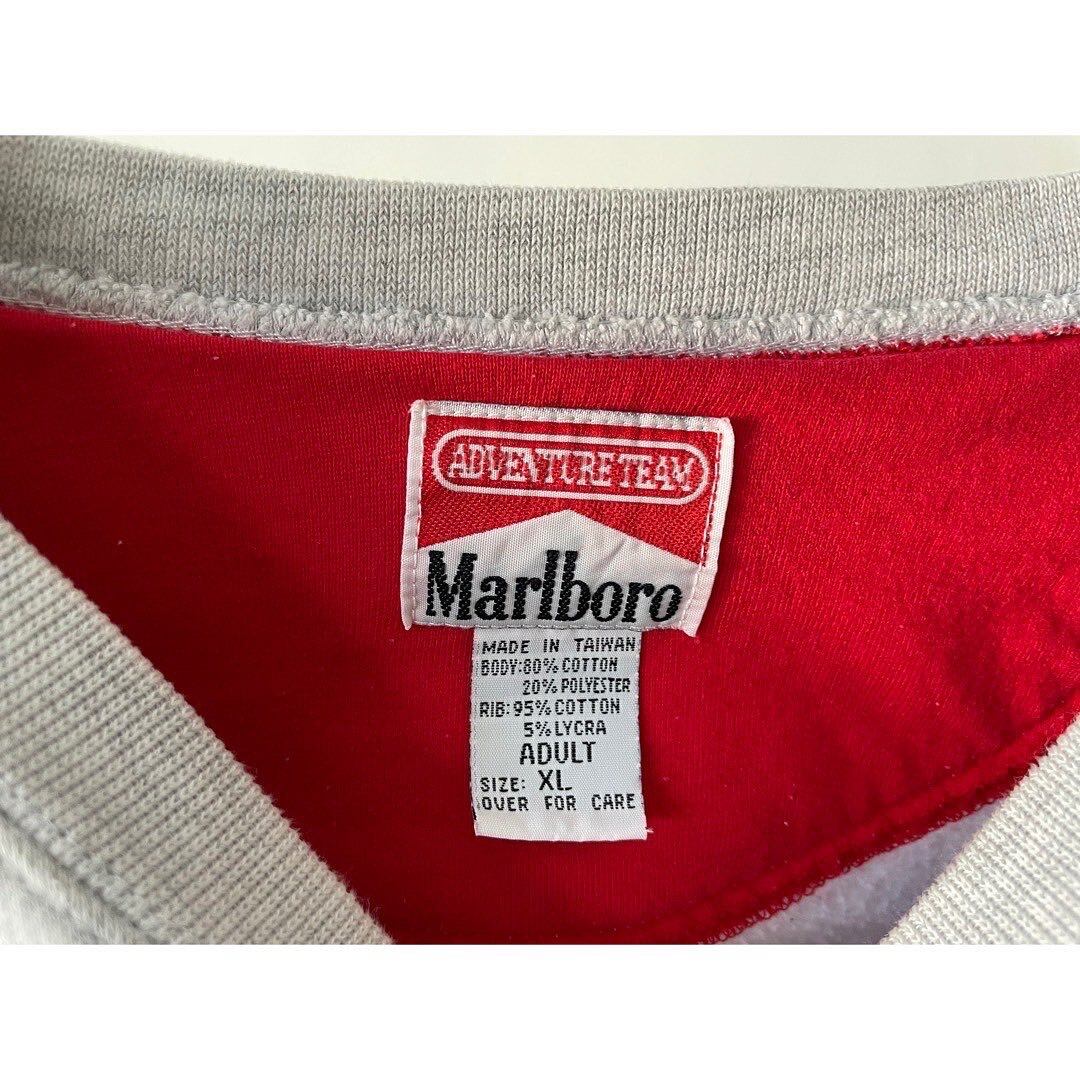 ADVENTURE TEAM
Marlboro
MADE IN TAIWAN
BODY:80% COTTON
20% POLYESTER
RIB:95% COTTON
5% LYCRA
ADULT
SIZE: XL
OVER FOR CARE